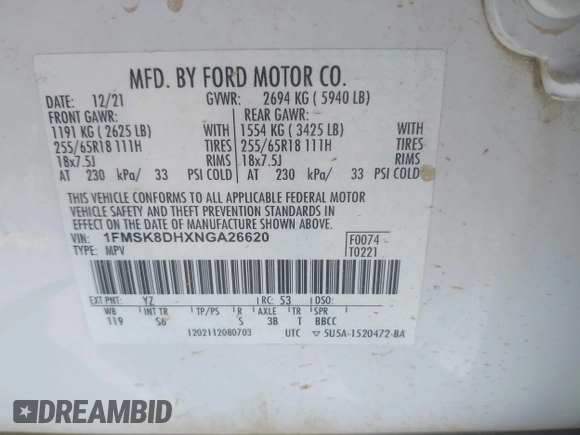 MFD. BY FORD MOTOR CO.
DATE: 12/21 GVWR: 2694 KG ( 5940 LB)
FRONT GAWR: REAR GAWR:
1191 KG ( 2625 LB) WITH 1554 KG ( 3425 LB) WITH
255/65R18 111H TIRES 255/65R18 111H TIRES
18x7.5J RIMS 18x7.5J RIMS
AT 230 kPa/ 33 PSI COLD AT 230 kPa/ 33 PSI COLD
THIS VEHICLE CONFORMS TO ALL APPLICABLE FEDERAL MOTOR
VEHICLE SAFETY AND THEFT PREVENTION STANDARDS IN
EFFECT ON THE DATE OF MANUFACTURE SHOWN ABOVE.
VIN: 1FMSK8DHXNGA26620 F0074
TYPE: MPV T0221
EXT PNT: YZ RC: 53 DSO:
WB INT TR TP/PS R AXLE TR SPR
119 S6 S 3B T BBCC
1202112080703 UTC ▽5U5A-1520472-BA
DREAMBID